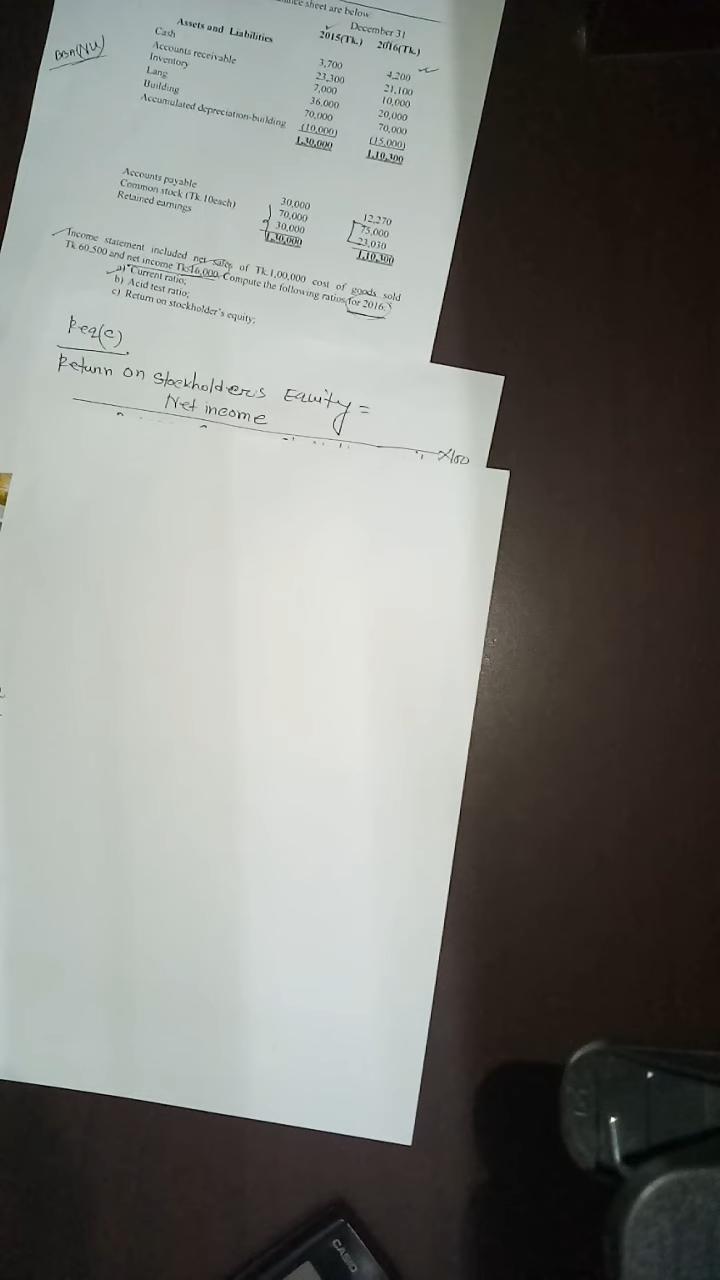 sheet are below
December 31
Assets and Liabilities 2015(Tk.) 2016(Tk.)
BBA(NU)
Cash 3,700 4,200
Accounts receivable 23,300 21,100
Inventory 7,000 10,000
Lang 36,000 20,000
Building 70,000 70,000
Accumulated depreciation-building (10,000) (15,000)
1,30,000 1,10,300
Accounts payable 30,000 12,270
Common stock (Tk. 10each) 70,000 75,000
Retained earnings 30,000 23,030
1,30,000 1,10,300
Income statement included net sales of Tk.1,00,000 cost of goods sold
Tk 60,500 and net income Tk.16,000. Compute the following ratios for 2016:
a) Current ratio;
b) Acid test ratio;
c) Return on stockholder's equity;
Req(c)
Return on Stockholders Equity =
Net income
×100
CASIO